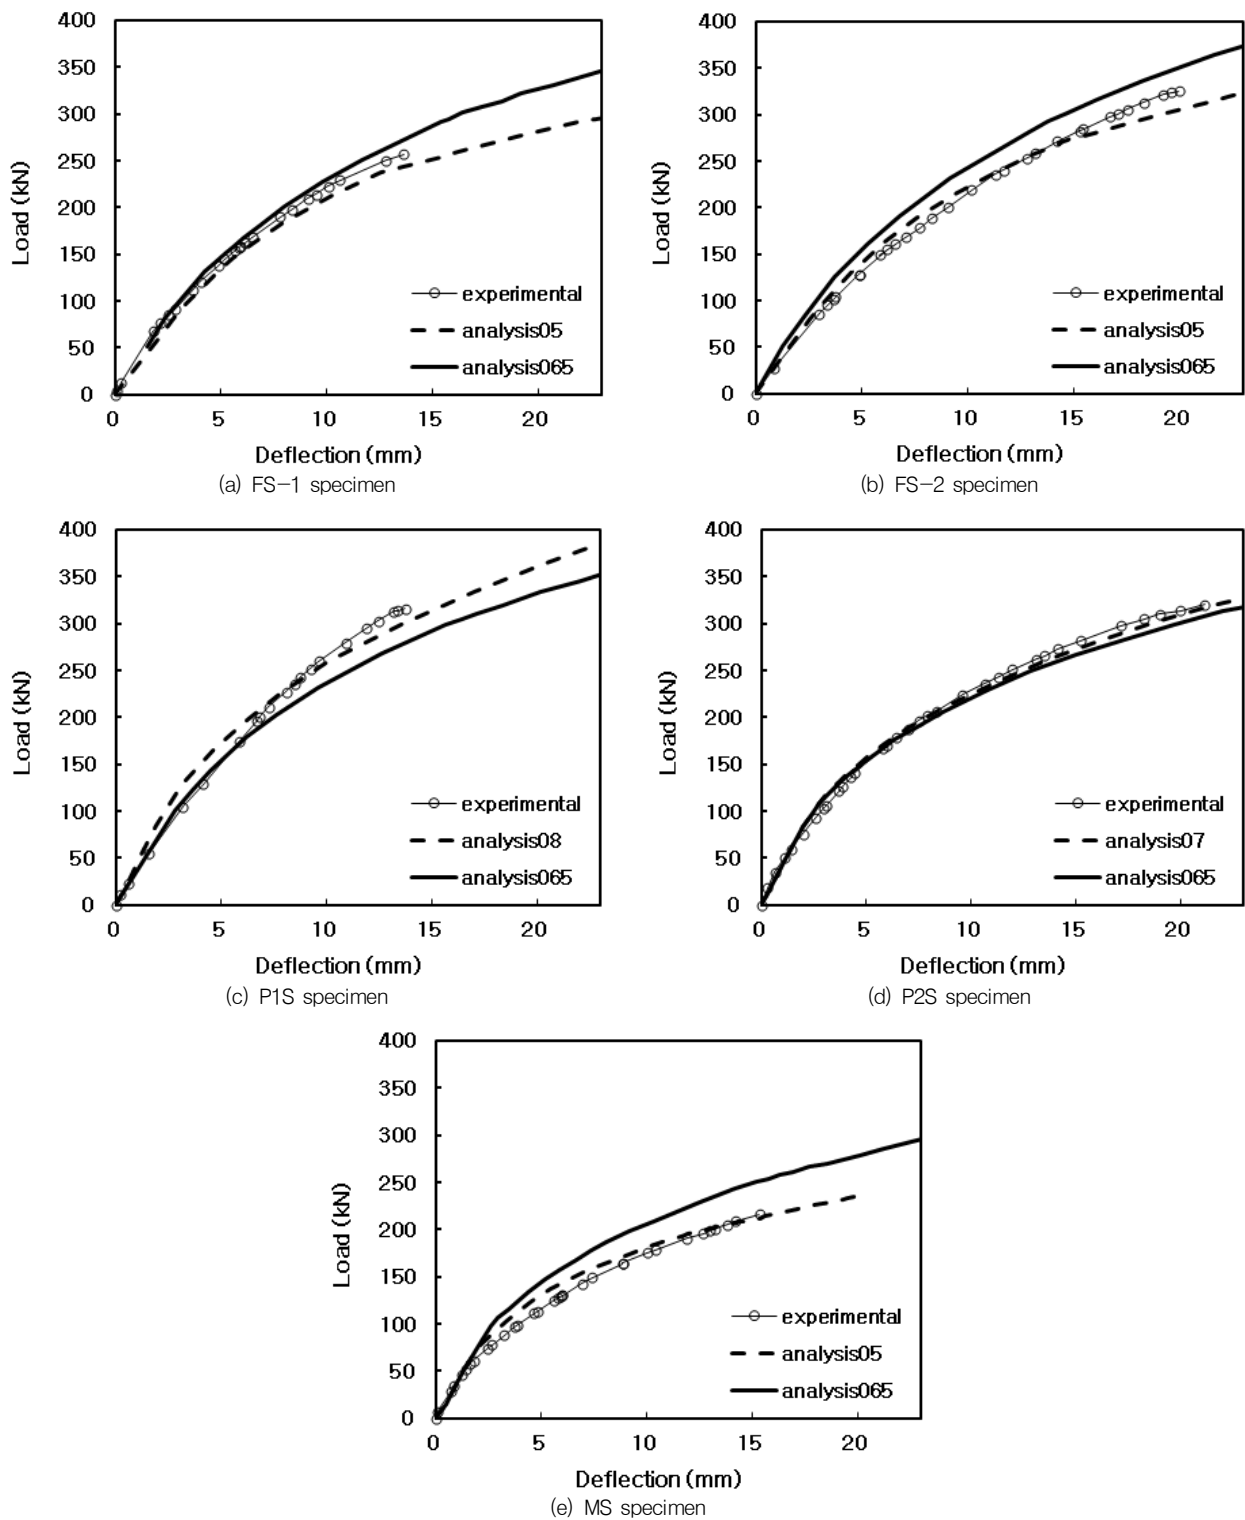 400
350
300
250
200
150
100
50
0
Load (kN)
experimental
analysis05
analysis065
0 5 10 15 20
Deflection (mm)
(a) FS-1 specimen
400
350
300
250
200
150
100
50
0
Load (kN)
experimental
analysis05
analysis065
0 5 10 15 20
Deflection (mm)
(b) FS-2 specimen
400
350
300
250
200
150
100
50
0
Load (kN)
experimental
analysis08
analysis065
0 5 10 15 20
Deflection (mm)
(c) P1S specimen
400
350
300
250
200
150
100
50
0
Load (kN)
experimental
analysis07
analysis065
0 5 10 15 20
Deflection (mm)
(d) P2S specimen
400
350
300
250
200
150
100
50
0
Load (kN)
experimental
analysis05
analysis065
0 5 10 15 20
Deflection (mm)
(e) MS specimen